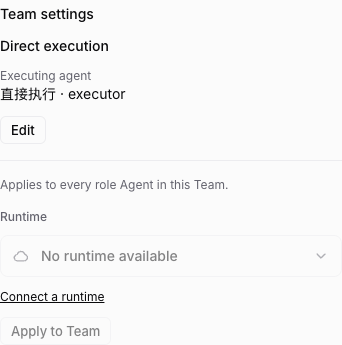 Team settings
Direct execution
Executing agent
直接执行 · executor
Edit
Applies to every role Agent in this Team.
Runtime
No runtime available
Connect a runtime
Apply to Team